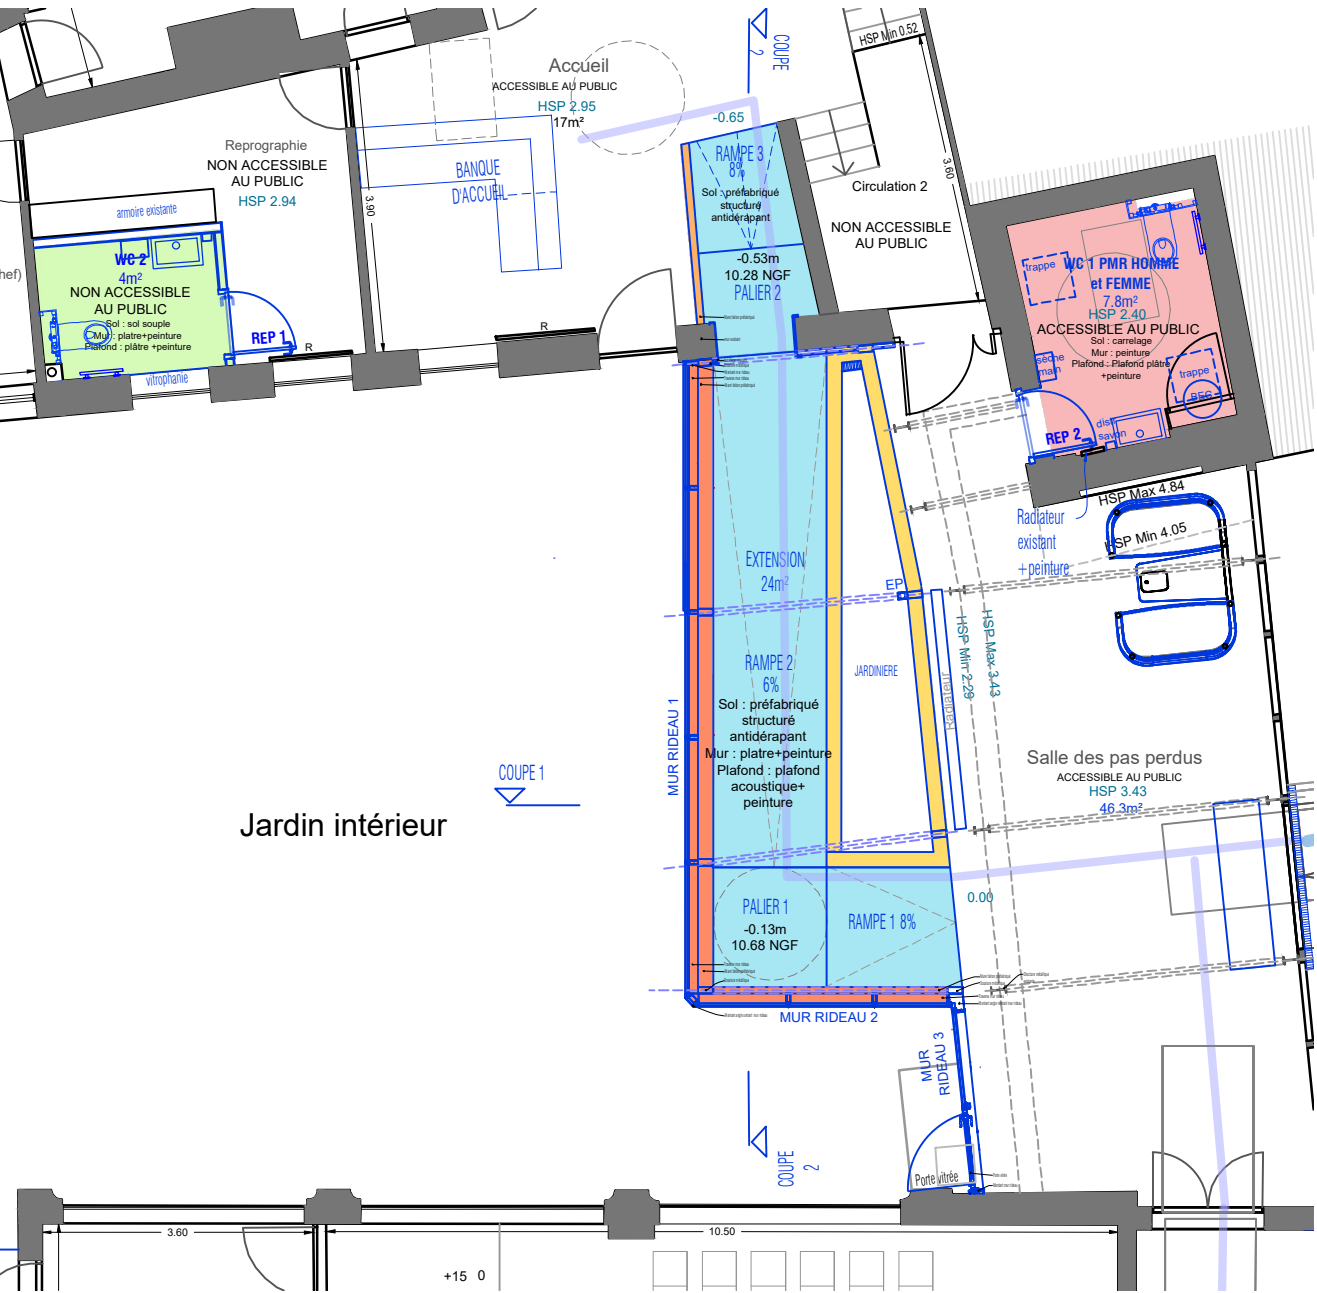 HSP Min 0.52
COUPE
2
Accueil
ACCESSIBLE AU PUBLIC
HSP 2.95
17m²
-0.65
Reprographie
NON ACCESSIBLE
AU PUBLIC
HSP 2.94
BANQUE
D'ACCUEIL
3.90
RAMPE 3
8%
Sol : préfabriqué
structuré
antidérapant
3.60
Circulation 2
NON ACCESSIBLE
AU PUBLIC
armoire existante
hef)
WC 2
4m²
NON ACCESSIBLE
AU PUBLIC
Sol : sol souple
Mur : platre+peinture
Plafond : plâtre +peinture
vitrophanie
REP 1
R
R
-0.53m
10.28 NGF
PALIER 2
trappe
WC 1 PMR HOMME
et FEMME
7.8m²
HSP 2.40
ACCESSIBLE AU PUBLIC
Sol : carrelage
Mur : peinture
Plafond : Plafond plâtre
+peinture
sèche
main
trappe
BEC
dist.
savon
REP 2
HSP Max 4.84
HSP Min 4.05
Radiateur
existant
+peinture
EXTENSION
24m²
EP
HSP Min 2.29
HSP Max 3.43
Radiateur
JARDINIERE
RAMPE 2
6%
Sol : préfabriqué
structuré
antidérapant
Mur : platre+peinture
Plafond : plafond
acoustique+
peinture
MUR RIDEAU 1
COUPE 1
Jardin intérieur
Salle des pas perdus
ACCESSIBLE AU PUBLIC
HSP 3.43
46.3m²
0.00
PALIER 1
-0.13m
10.68 NGF
RAMPE 1 8%
MUR RIDEAU 2
MUR
RIDEAU 3
COUPE
2
Porte vitrée
3.60
10.50
+15 0